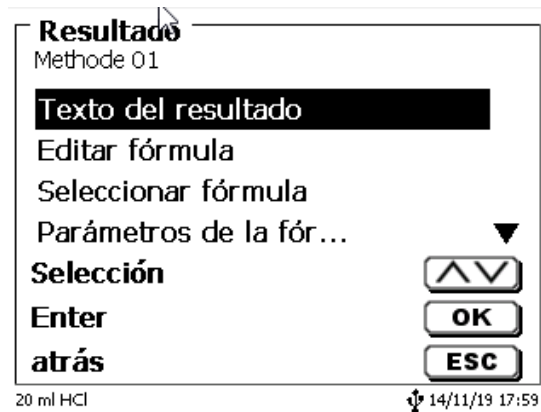 Resultado
Methode 01
Texto del resultado
Editar fórmula
Seleccionar fórmula
Parámetros de la fór...
Selección
Enter OK
atrás ESC
20 ml HCl 14/11/19 17:59